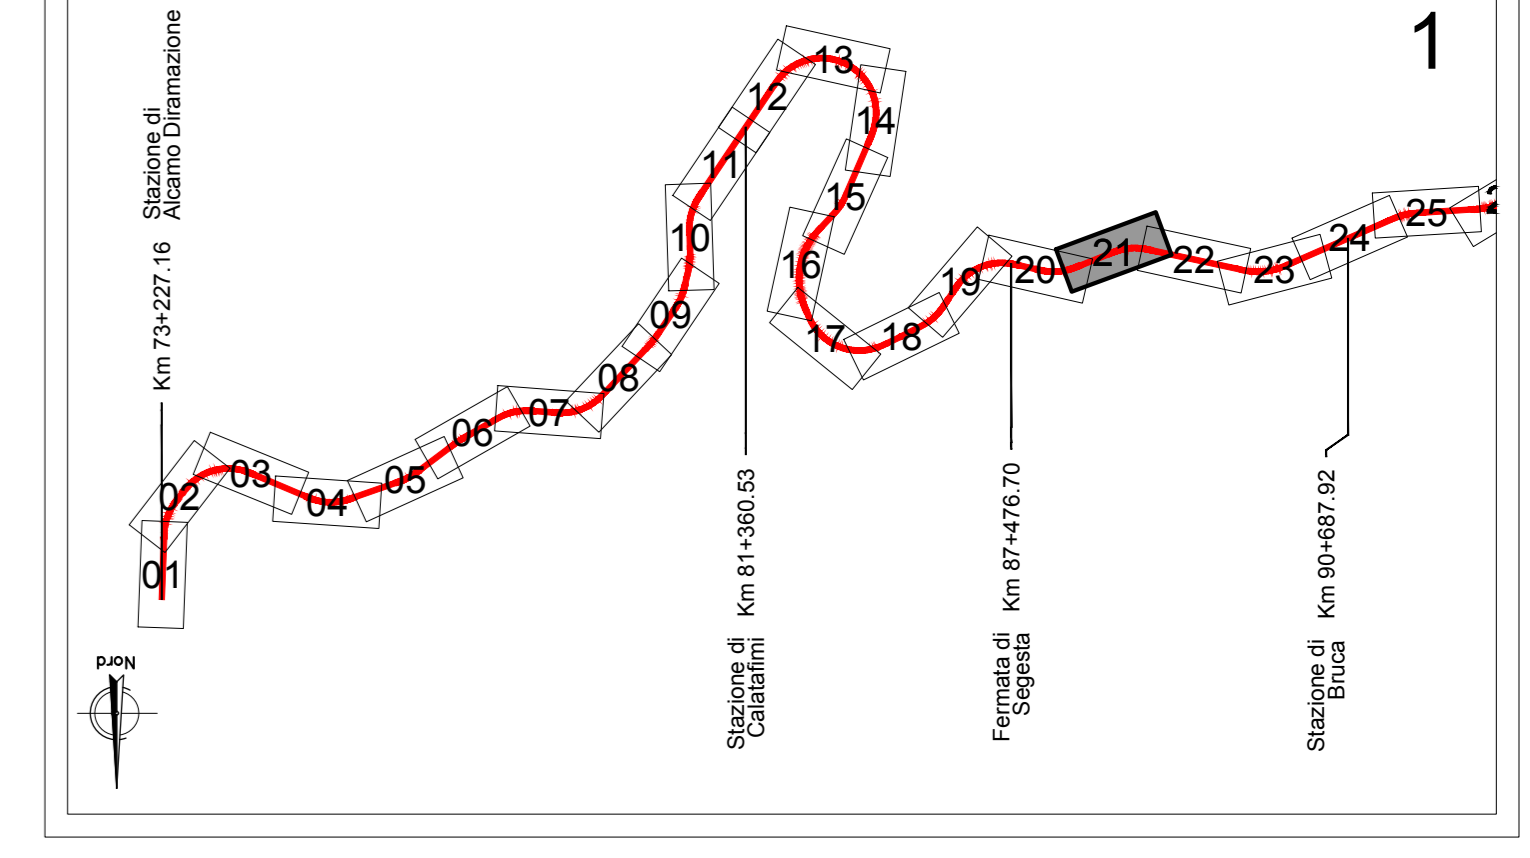 1
Stazione di
Alcamo Diramazione
Km 73+227.16
01
02
03
04
05
06
07
08
09
10
11
12
13
14
15
16
17
18
19
20
21
22
23
24
25
Stazione di
Calatafimi
Km 81+360.53
Fermata di
Segesta
Km 87+476.70
Stazione di
Bruca
Km 90+687.92
Nord